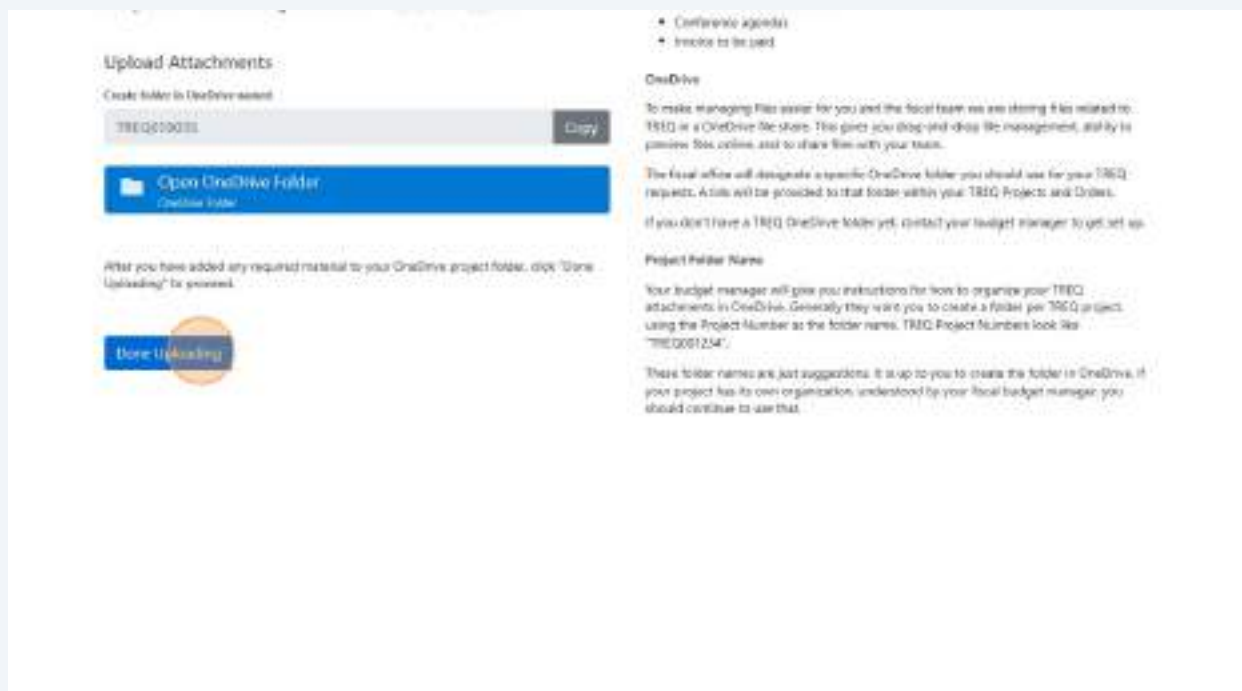 Upload Attachments
Create folder in OneDrive named
Copy
Open OneDrive Folder
OneDrive Folder
After you have added any required material to your OneDrive project folder, click "Done
Uploading" to proceed.
Done Uploading
• Conference agendas
• Invoice to be paid
OneDrive
To make managing files easier for you and the fiscal team we are storing files related to
TREQ in a OneDrive file share. This gives you drag-and-drop file management, ability to
preview files online, and to share files with your team.
The fiscal office will designate a specific OneDrive folder you should use for your TREQ
requests. A link will be provided to that folder within your TREQ Projects and Orders.
If you don't have a TREQ OneDrive folder yet, contact your budget manager to get set up.
Project Folder Name
Your budget manager will give you instructions for how to organize your TREQ
attachments in OneDrive. Generally they want you to create a folder per TREQ project,
using the Project Number as the folder name. TREQ Project Numbers look like
"TREQ001234".
These folder names are just suggestions. It is up to you to create the folder in OneDrive. If
your project has its own organization, understood by your fiscal budget manager, you
should continue to use that.